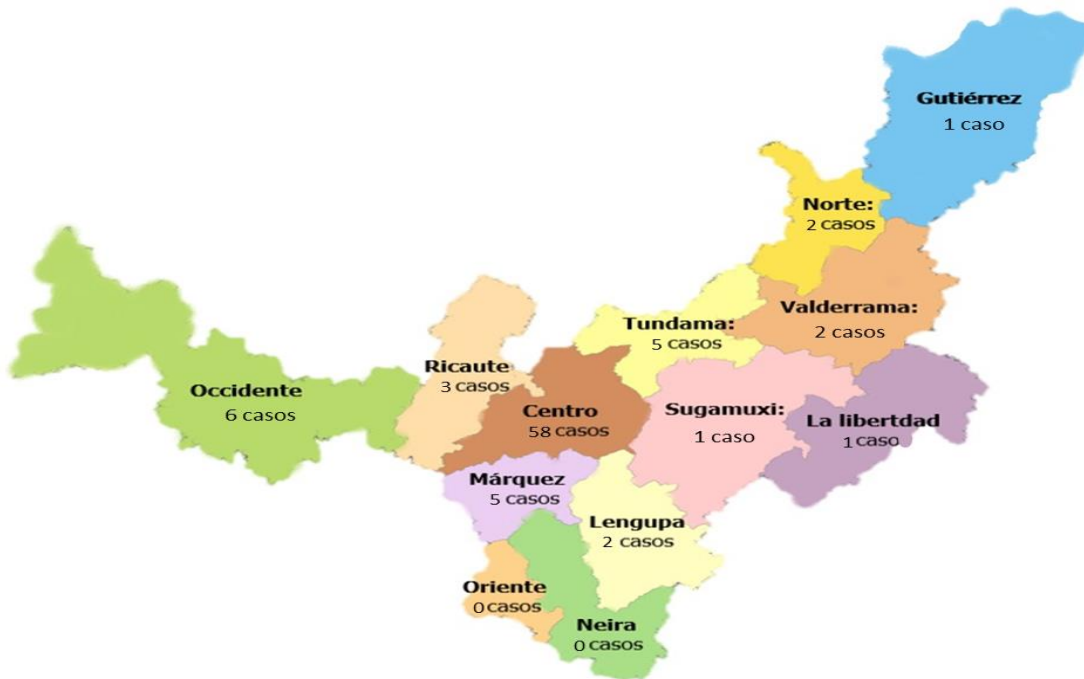 Gutiérrez
1 caso
Norte:
2 casos
Valderrama:
2 casos
Tundama:
5 casos
Ricaute
3 casos
Occidente
6 casos
Centro
58 casos
Sugamuxi:
1 caso
La libertdad
1 caso
Márquez
5 casos
Lengupa
2 casos
Oriente
0 casos
Neira
0 casos